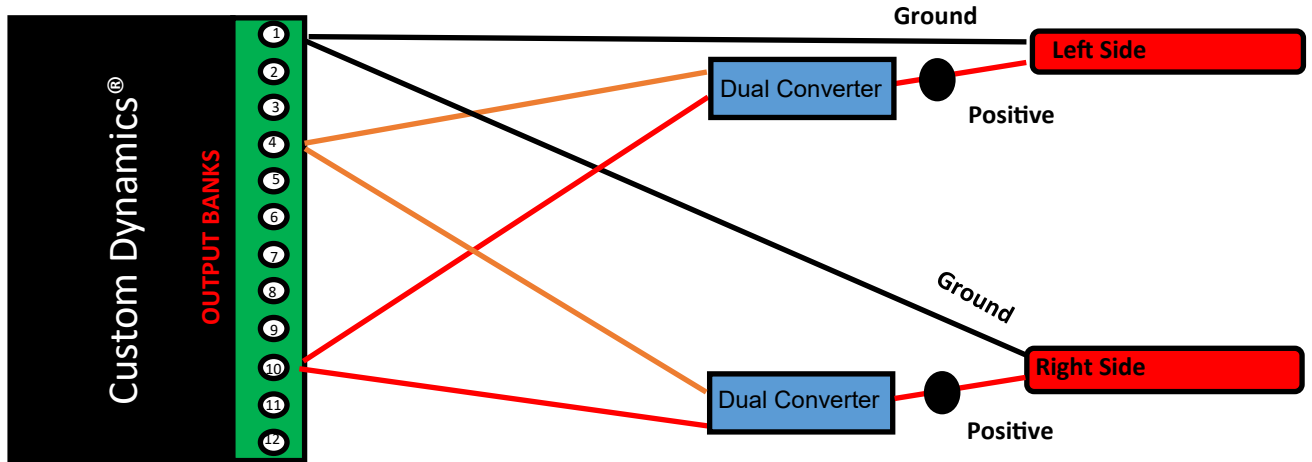 Custom Dynamics®
OUTPUT BANKS
1
2
3
4
5
6
7
8
9
10
11
12
Ground
Left Side
Dual Converter
Positive
Ground
Right Side
Dual Converter
Positive